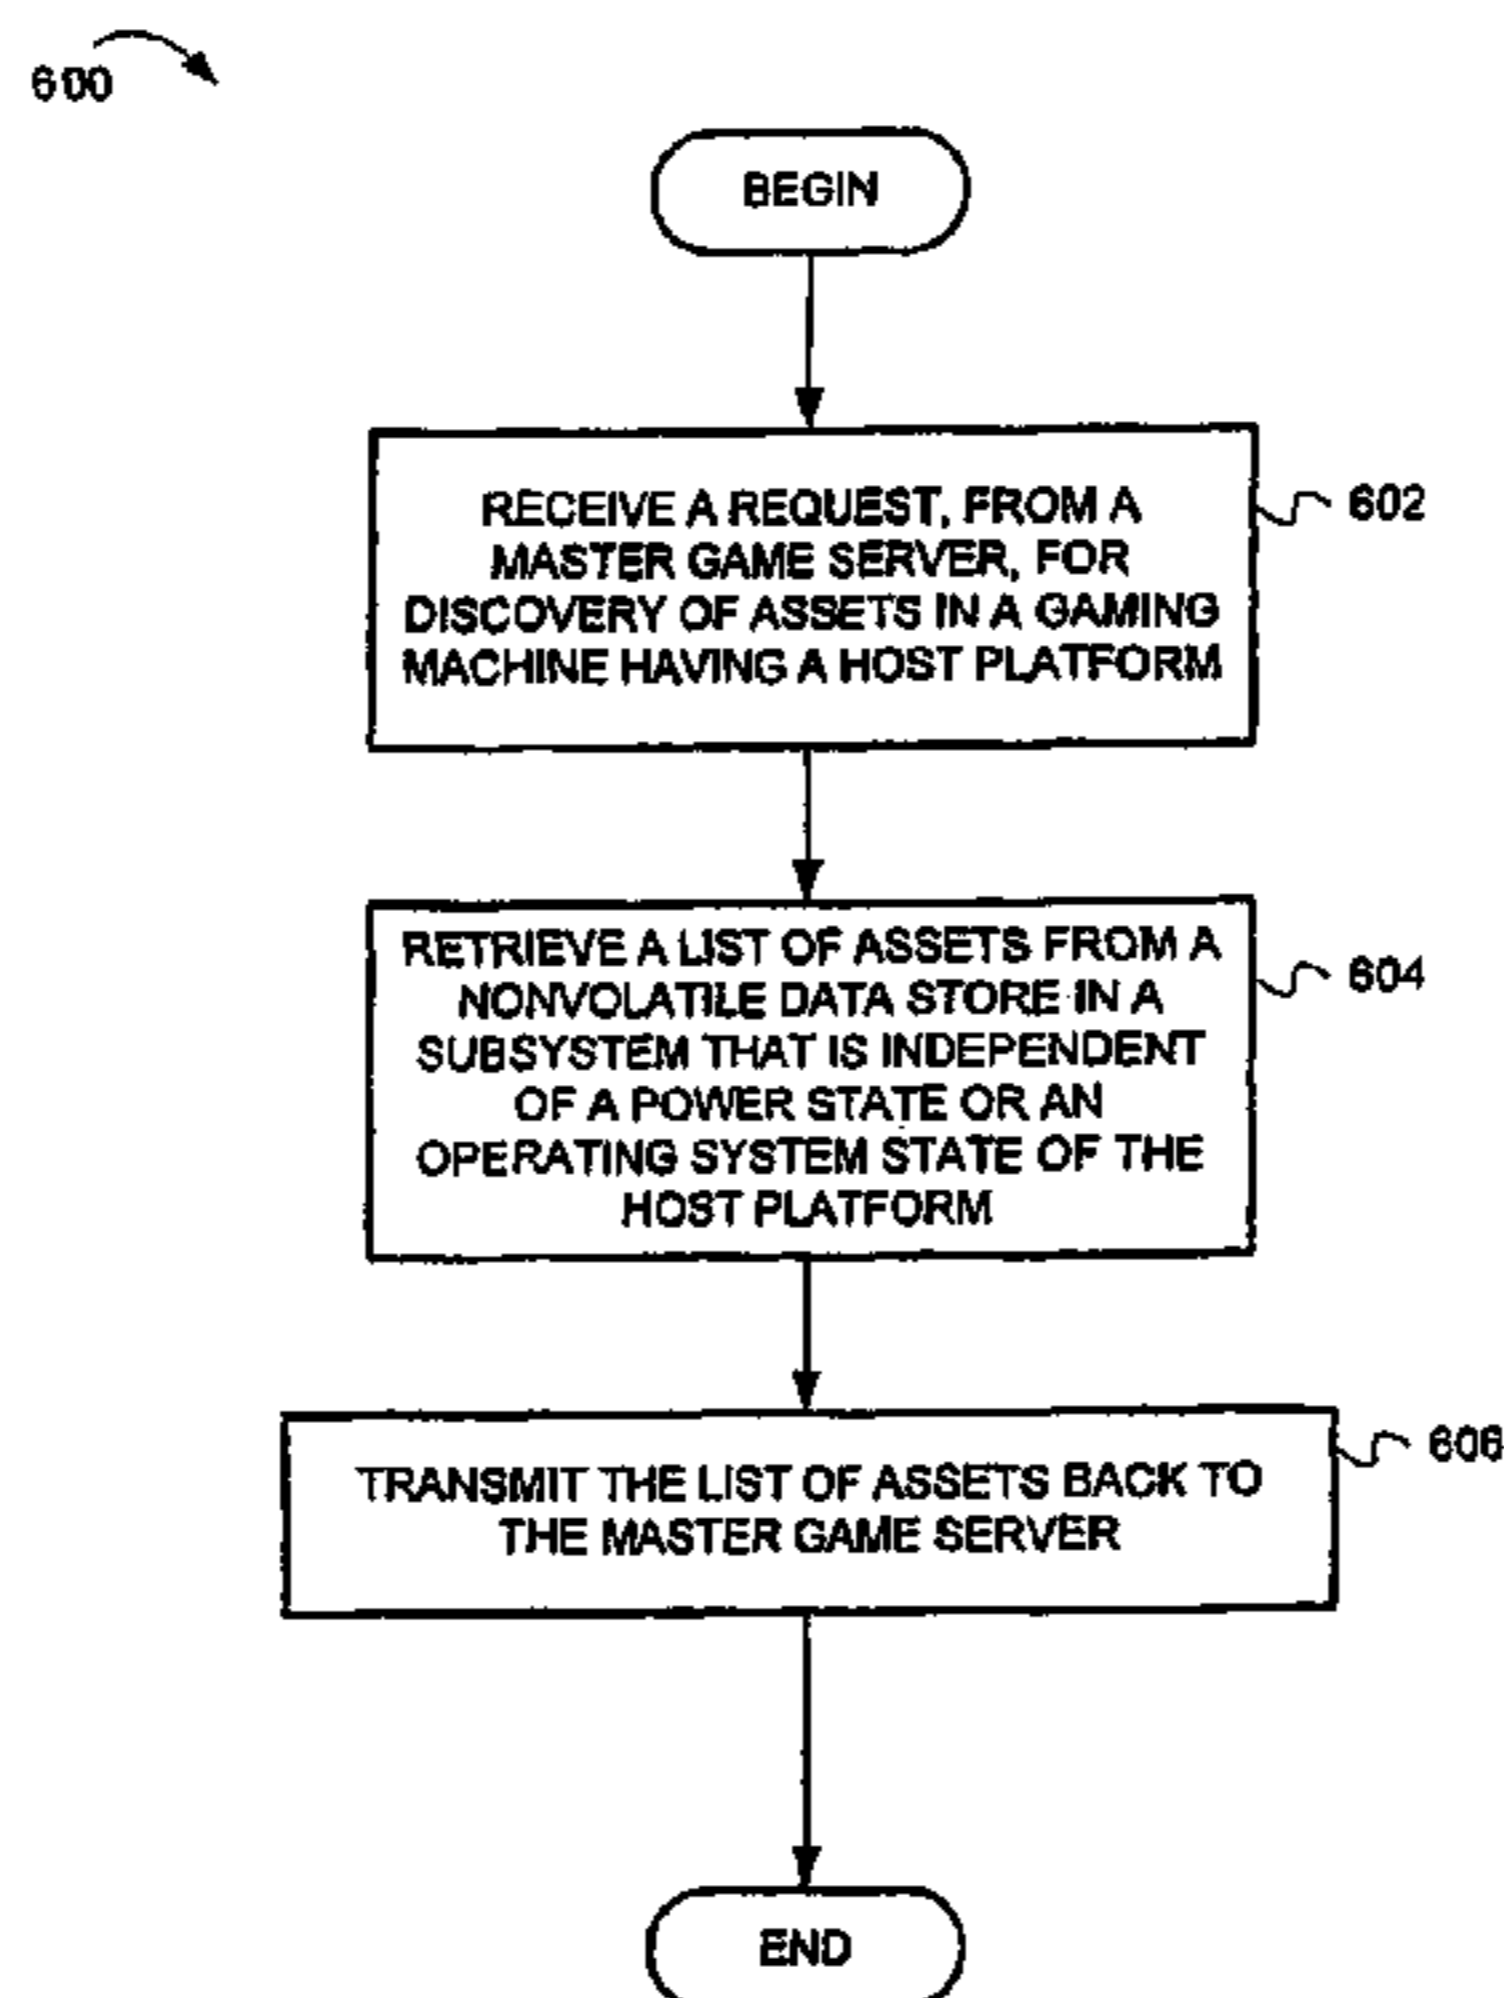 600
BEGIN
RECEIVE A REQUEST, FROM A
MASTER GAME SERVER, FOR
DISCOVERY OF ASSETS IN A GAMING
MACHINE HAVING A HOST PLATFORM
602
RETRIEVE A LIST OF ASSETS FROM A
NONVOLATILE DATA STORE IN A
SUBSYSTEM THAT IS INDEPENDENT
OF A POWER STATE OR AN
OPERATING SYSTEM STATE OF THE
HOST PLATFORM
604
TRANSMIT THE LIST OF ASSETS BACK TO
THE MASTER GAME SERVER
606
END